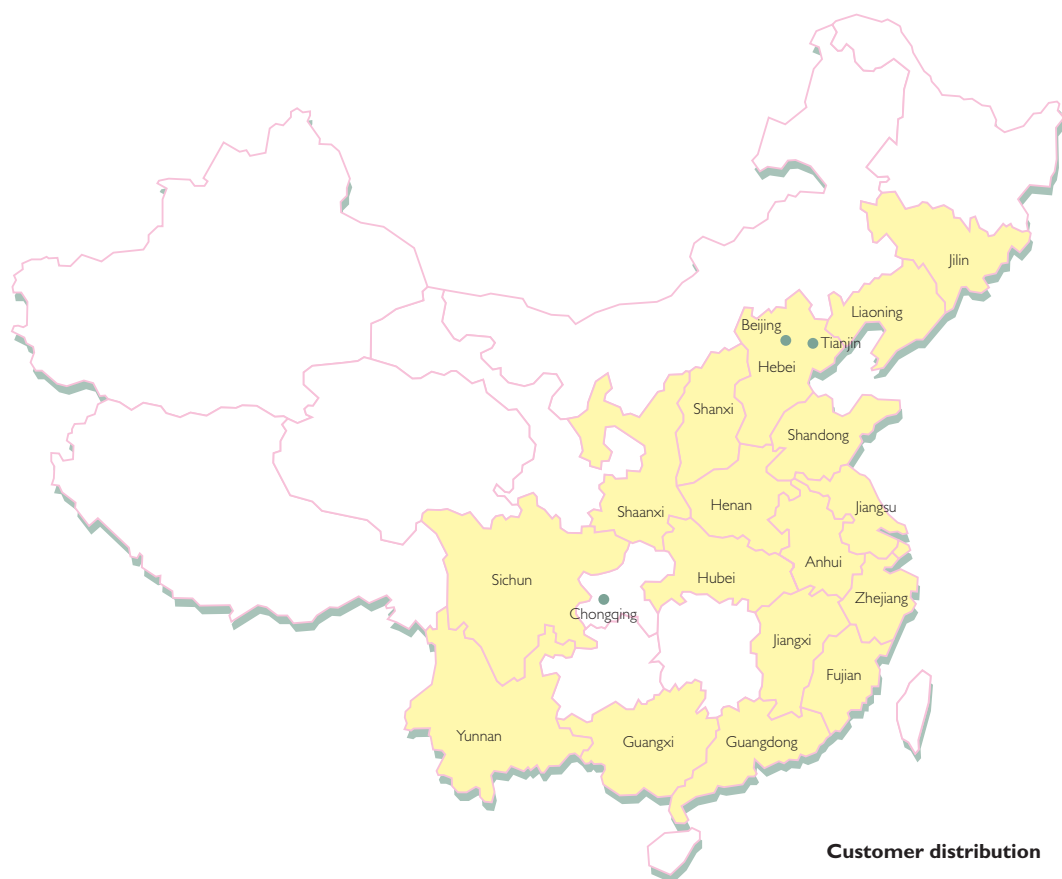 Jilin
Liaoning
Beijing
Tianjin
Hebei
Shanxi
Shandong
Shaanxi
Henan
Jiangsu
Anhui
Sichun
Hubei
Zhejiang
Chongqing
Jiangxi
Fujian
Yunnan
Guangxi
Guangdong
Customer distribution